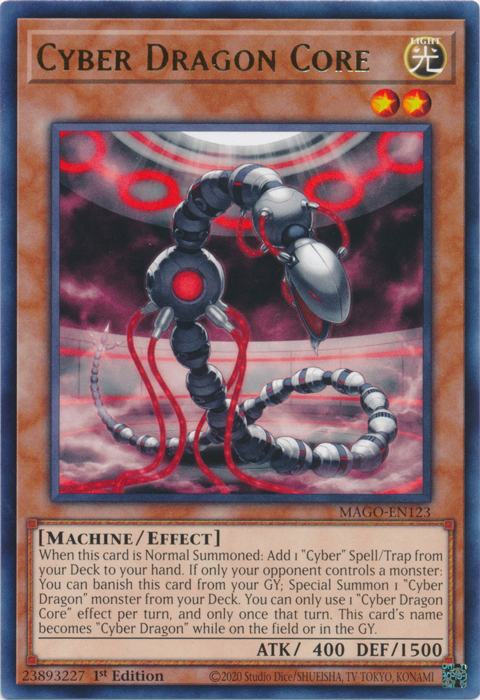 CYBER DRAGON CORE
LIGHT
光
MAGO-EN123
[MACHINE/EFFECT]
When this card is Normal Summoned: Add 1 "Cyber" Spell/Trap from
your Deck to your hand. If only your opponent controls a monster:
You can banish this card from your GY; Special Summon 1 "Cyber
Dragon" monster from your Deck. You can only use 1 "Cyber Dragon
Core" effect per turn, and only once that turn. This card's name
becomes "Cyber Dragon" while on the field or in the GY.
ATK/ 400 DEF/1500
23893227 1st Edition ©2020 Studio Dice/SHUEISHA, TV TOKYO, KONAMI